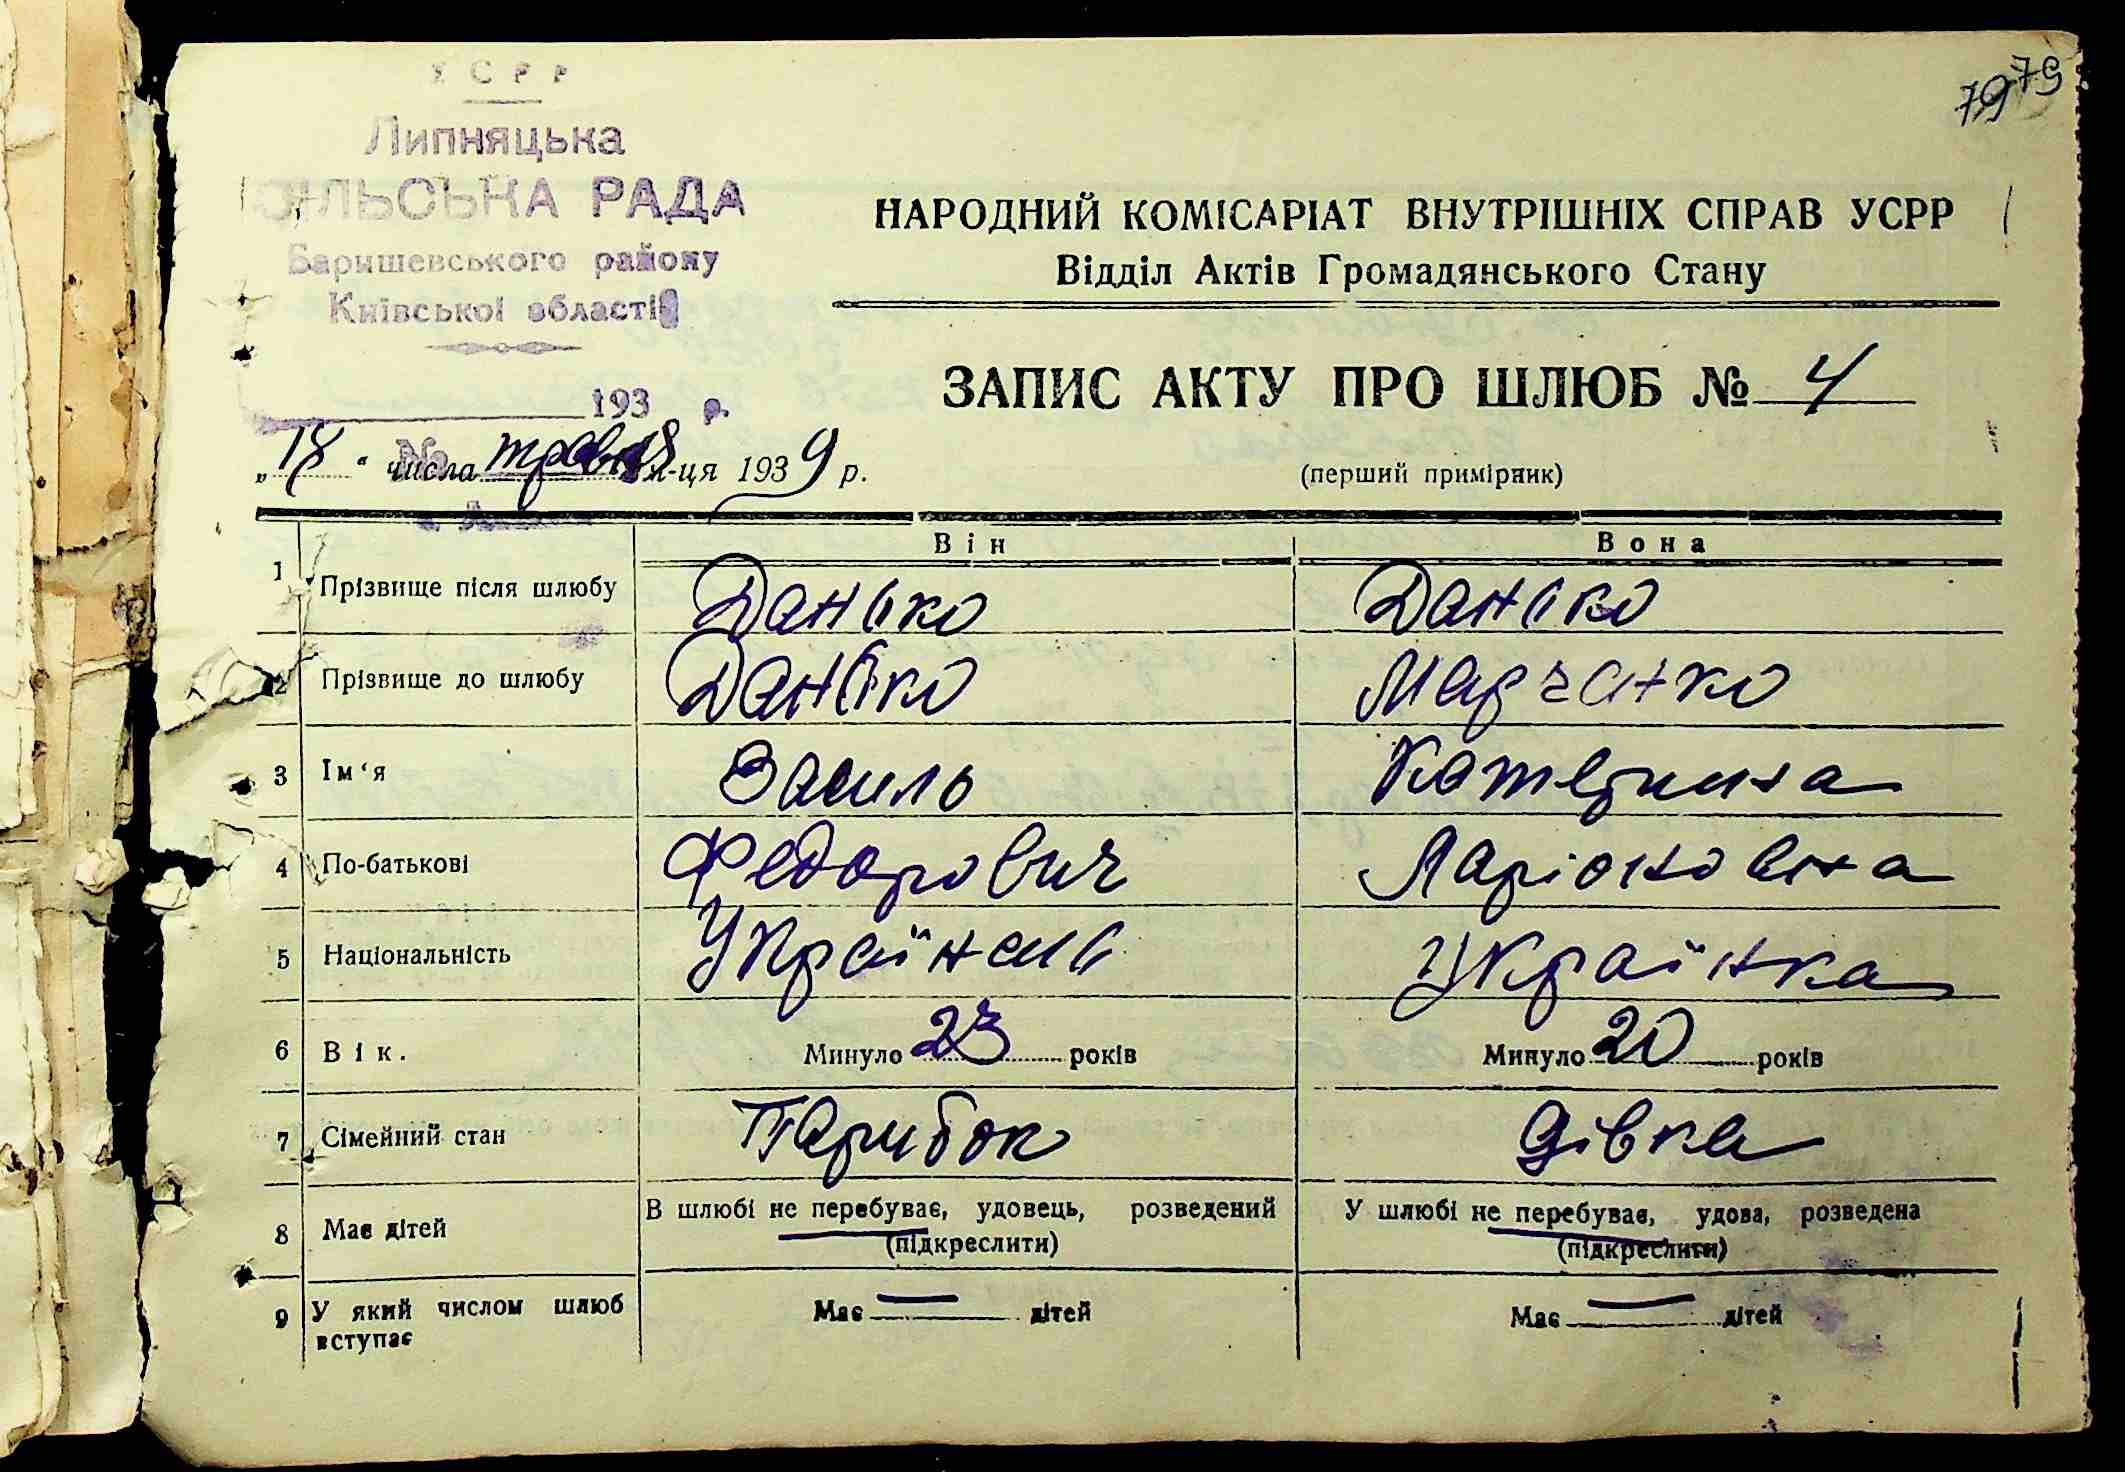 УСРР
Липняцька
СІЛЬСЬКА РАДА
Баришевського району
Київської області
193 р.
№
79 79
НАРОДНИЙ КОМІСАРІАТ ВНУТРІШНІХ СПРАВ УСРР
Відділ Актів Громадянського Стану
ЗАПИС АКТУ ПРО ШЛЮБ № 4
„18“ числа травня м-ця 1939 р.
(перший примірник)
Він Вона
1 Прізвище після шлюбу Данько Данько
2 Прізвище до шлюбу Данько Марчанко
3 Ім‘я Василь Катерина
4 По-батькові Федорович Ларіоновна
5 Національність Українець Українка
6 Вік. Минуло 23 років Минуло 20 років
7 Сімейний стан Парубок дівка
8 Має дітей В шлюбі не перебуває, удовець, розведений У шлюбі не перебуває, удова, розведена
(підкреслити) (підкреслити)
9 У який числом шлюб Має — дітей Має — дітей
вступає